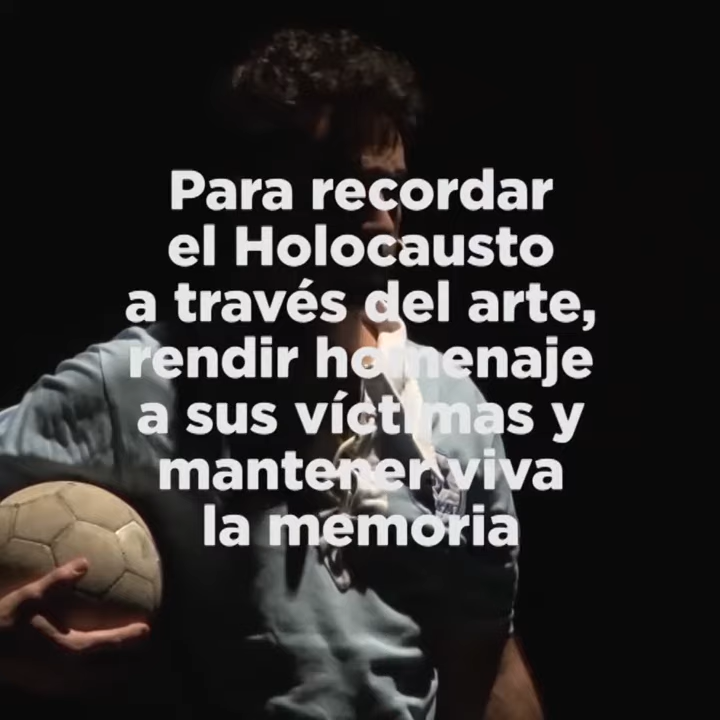 Para recordar
el Holocausto
a través del arte,
rendir homenaje
a sus víctimas y
mantener viva
la memoria